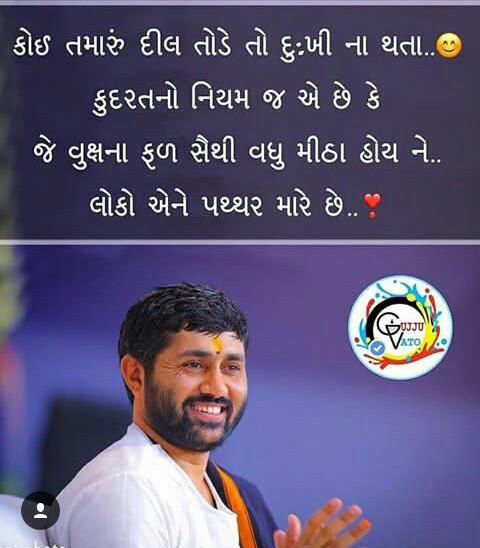 કોઈ તમારું દીલ તોડે તો દુઃખી ના થતા..😊
કુદરતનો નિયમ જ એ છે કે
જે વુક્ષના ફળ સૈથી વધુ મીઠા હોય ને..
લોકો એને પથ્થર મારે છે..❣
GUJJU
VATO